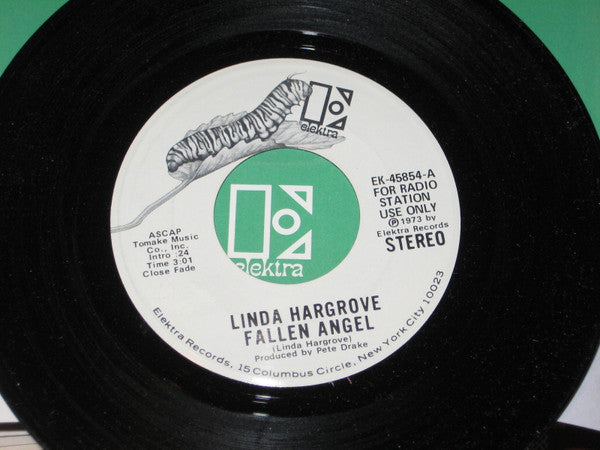 elektra
EK-45854-A
FOR RADIO
STATION
USE ONLY
Ⓟ 1973 by
Elektra Records
STEREO
ASCAP
Tomake Music
Co., Inc.
Intro :24
Time 3:01
Close Fade
elektra
LINDA HARGROVE
FALLEN ANGEL
(Linda Hargrove)
Produced by Pete Drake
Elektra Records, 15 Columbus Circle, New York City 10023